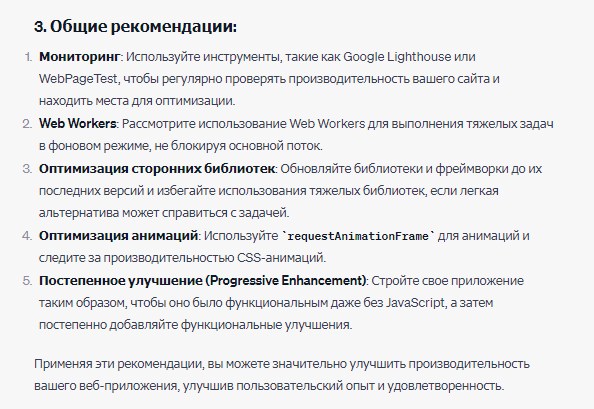 3. Общие рекомендации:
1. Мониторинг: Используйте инструменты, такие как Google Lighthouse или
WebPageTest, чтобы регулярно проверять производительность вашего сайта и
находить места для оптимизации.
2. Web Workers: Рассмотрите использование Web Workers для выполнения тяжелых задач
в фоновом режиме, не блокируя основной поток.
3. Оптимизация сторонних библиотек: Обновляйте библиотеки и фреймворки до их
последних версий и избегайте использования тяжелых библиотек, если легкая
альтернатива может справиться с задачей.
4. Оптимизация анимаций: Используйте `requestAnimationFrame` для анимаций и
следите за производительностью CSS-анимаций.
5. Постепенное улучшение (Progressive Enhancement): Стройте свое приложение
таким образом, чтобы оно было функциональным даже без JavaScript, а затем
постепенно добавляйте функциональные улучшения.
Применяя эти рекомендации, вы можете значительно улучшить производительность
вашего веб-приложения, улучшив пользовательский опыт и удовлетворенность.